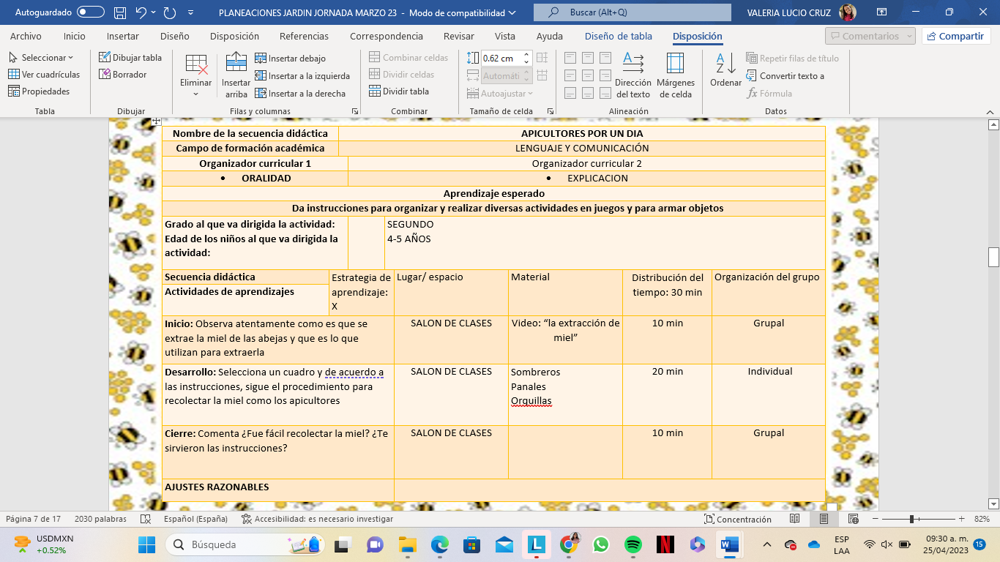 Autoguardado
PLANEACIONES JARDIN JORNADA MARZO 23 - Modo de compatibilidad
Buscar (Alt+Q)
VALERIA LUCIO CRUZ
Archivo Inicio Insertar Diseño Disposición Referencias Correspondencia Revisar Vista Ayuda Diseño de tabla Disposición
Comentarios Compartir
Seleccionar
Ver cuadrículas
Propiedades
Tabla
Dibujar tabla
Borrador
Dibujar
Eliminar
Insertar
arriba
Insertar debajo
Insertar a la izquierda
Insertar a la derecha
Filas y columnas
Combinar celdas
Dividir celdas
Dividir tabla
Combinar
0.62 cm
Automáti
Autoajustar
Tamaño de celda
Dirección
del texto
Márgenes
de celda
Alineación
Ordenar
Repetir filas de título
Convertir texto a
Fórmula
Datos
Nombre de la secuencia didáctica APICULTORES POR UN DIA
Campo de formación académica LENGUAJE Y COMUNICACIÓN
Organizador curricular 1 Organizador curricular 2
• ORALIDAD • EXPLICACION
Aprendizaje esperado
Da instrucciones para organizar y realizar diversas actividades en juegos y para armar objetos
Grado al que va dirigida la actividad:
Edad de los niños al que va dirigida la
actividad:
SEGUNDO
4-5 AÑOS
Secuencia didáctica
Actividades de aprendizajes
Estrategia de
aprendizaje:
X
Lugar/ espacio
Material
Distribución del
tiempo: 30 min
Organización del grupo
Inicio: Observa atentamente como es que se
extrae la miel de las abejas y que es lo que
utilizan para extraerla
SALON DE CLASES
Video: “la extracción de
miel”
10 min
Grupal
Desarrollo: Selecciona un cuadro y de acuerdo a
las instrucciones, sigue el procedimiento para
recolectar la miel como los apicultores
SALON DE CLASES
Sombreros
Panales
Orquillas
20 min
Individual
Cierre: Comenta ¿Fue fácil recolectar la miel? ¿Te
sirvieron las instrucciones?
SALON DE CLASES
10 min
Grupal
AJUSTES RAZONABLES
Página 7 de 17 2030 palabras Español (España) Accesibilidad: es necesario investigar
Concentración
82%
USDMXN
+0.52%
Búsqueda
L
N
W
ESP
LAA
09:30 a. m.
25/04/2023
15